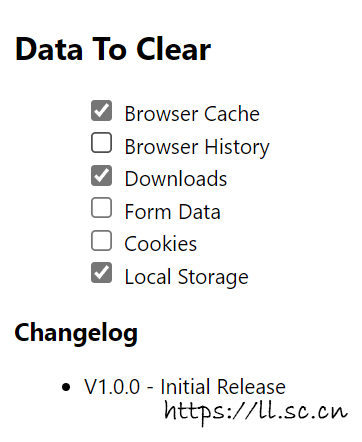 Data To Clear
Browser Cache
Browser History
Downloads
Form Data
Cookies
Local Storage
Changelog
V1.0.0 - Initial Release
https://ll.sc.cn